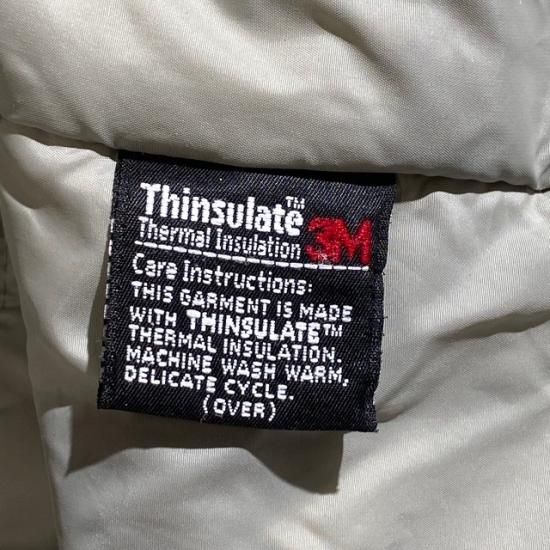 Thinsulate™
Thermal Insulation 3M
Care Instructions:
THIS GARMENT IS MADE
WITH THINSULATE™
THERMAL INSULATION.
MACHINE WASH WARM,
DELICATE CYCLE.
(OVER)